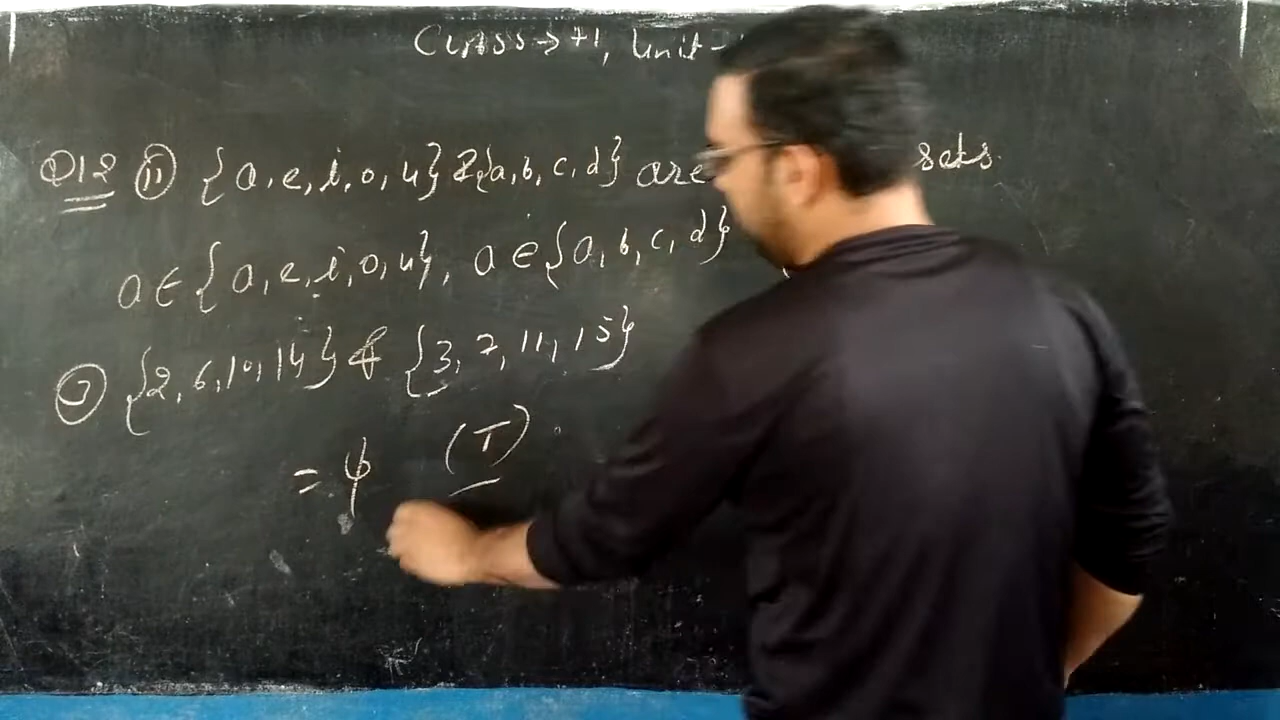 Class → +1, Unit -
Q12 (ii) {a, e, i, o, u} & {a, b, c, d} are sets.
a ∈ {a, e, i, o, u}, a ∈ {a, b, c, d}
{2, 6, 10, 14} & {3, 7, 11, 15}
= φ (T)